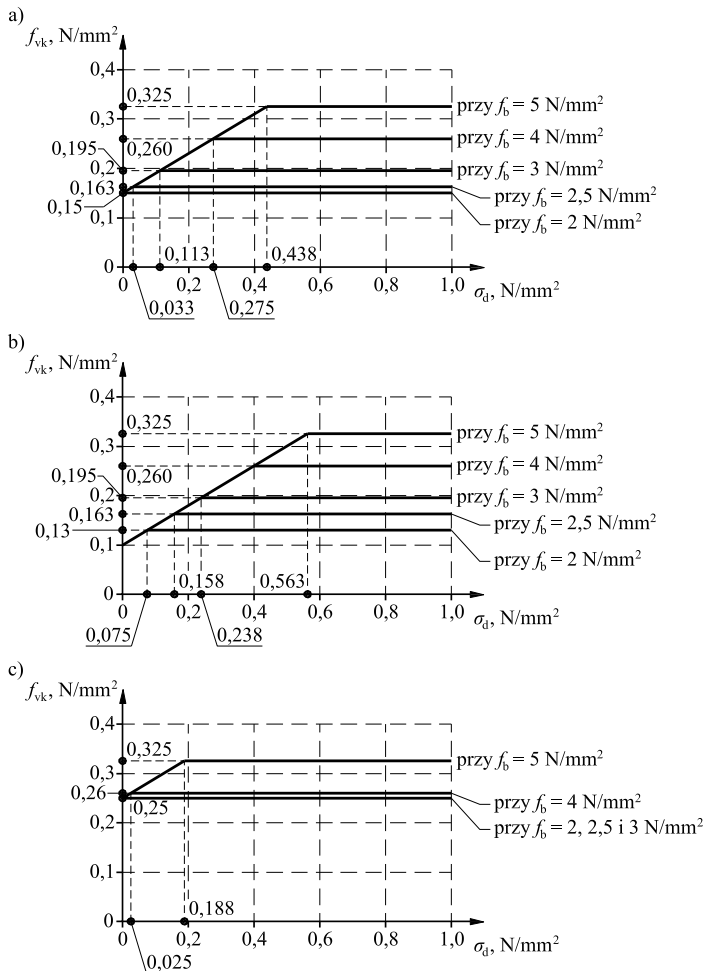 a)
f_vk, N/mm²
0,4
0,325
przy f_b = 5 N/mm²
0,3
0,260
przy f_b = 4 N/mm²
0,195
0,2
przy f_b = 3 N/mm²
0,163
przy f_b = 2,5 N/mm²
0,15
0,1
przy f_b = 2 N/mm²
0,113
0,438
0
0 0,2 0,4 0,6 0,8 1,0 σ_d, N/mm²
0,033 0,275
b)
f_vk, N/mm²
0,4
0,325
przy f_b = 5 N/mm²
0,3
0,260
przy f_b = 4 N/mm²
0,195
0,2
przy f_b = 3 N/mm²
0,163
przy f_b = 2,5 N/mm²
0,13
0,1
przy f_b = 2 N/mm²
0,158
0,563
0
0 0,2 0,4 0,6 0,8 1,0 σ_d, N/mm²
0,075 0,238
c)
f_vk, N/mm²
0,4
0,325
przy f_b = 5 N/mm²
0,3
0,26
przy f_b = 4 N/mm²
0,25
0,2
przy f_b = 2, 2,5 i 3 N/mm²
0,1
0,188
0
0 0,2 0,4 0,6 0,8 1,0 σ_d, N/mm²
0,025